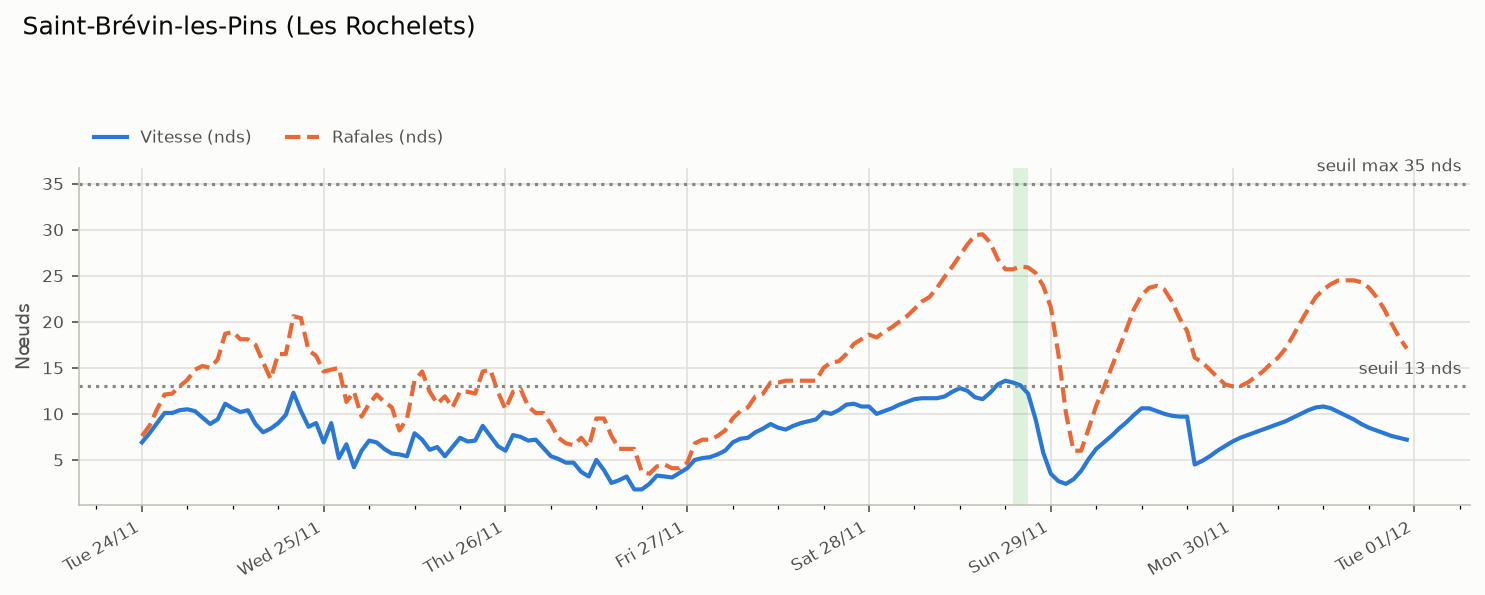 Saint-Brévin-les-Pins (Les Rochelets)
Vitesse (nds) Rafales (nds)
seuil max 35 nds
35
30
25
20
15
seuil 13 nds
10
5
Nœuds
Tue 24/11 Wed 25/11 Thu 26/11 Fri 27/11 Sat 28/11 Sun 29/11 Mon 30/11 Tue 01/12